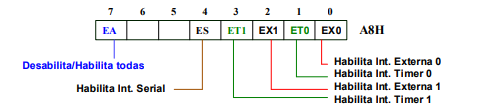 7 6 5 4 3 2 1 0
EA ES ET1 EX1 ET0 EX0 A8H
Habilita Int. Externa 0
Desabilita/Habilita todas
Habilita Int. Timer 0
Habilita Int. Serial
Habilita Int. Externa 1
Habilita Int. Timer 1